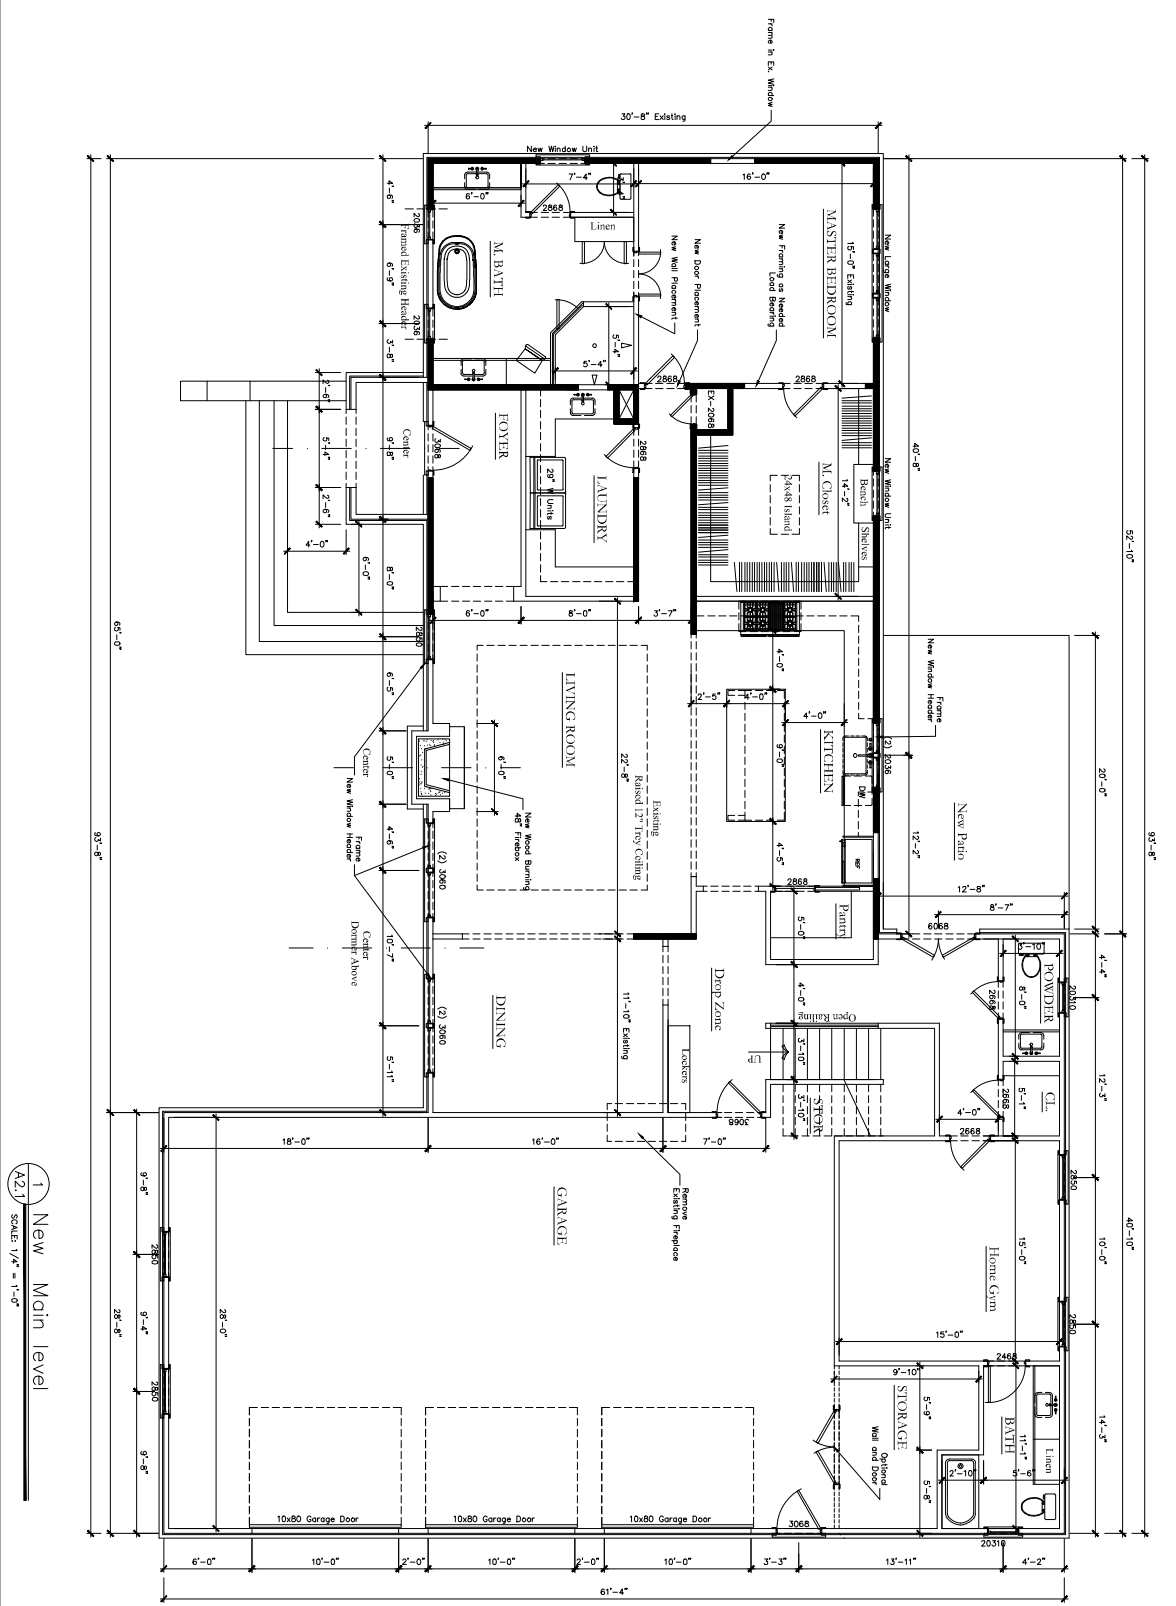 Frame in Ex. Window
30'-8" Existing
New Window Unit
7'-4"
16'-0"
6'-0"
2868
Linen
M. BATH
MASTER BEDROOM
15'-0" Existing
New Large Window
New Framing as Needed
Load Bearing
New Door Placement
New Wall Placement
4'-6"
2036
Framed Existing Header
6'-9"
2036
3'-8"
5'-4"
5'-4"
2868
2868
EX-2068
2'-6"
5'-4"
2'-6"
9'-8"
Center
3068
FOYER
29" W
Units
LAUNDRY
2868
M. Closet
24x48 Island
14'-2"
Bench
Shelves
New Window Unit
40'-8"
52'-10"
4'-0"
6'-0"
8'-0"
2850
6'-0"
8'-0"
3'-7"
65'-0"
93'-8"
6'-5"
5'-0"
4'-6"
Center
Frame
New Window Header
6'-0"
New Wood Burning
48" Firebox
LIVING ROOM
22'-8"
Existing
Raised 12" Trey Ceiling
4'-0"
2'-5"
4'-0"
4'-0"
9'-0"
4'-5"
KITCHEN
(2) 2036
DW
REF
Frame
New Window Header
12'-2"
New Patio
20'-0"
93'-8"
(2) 3060
10'-7"
Center
Dormer Above
(2) 3060
5'-11"
DINING
11'-10" Existing
2868
Pantry
5'-0"
12'-8"
8'-7"
6068
Drop Zone
Lockers
4'-0"
Open Railing
3'-10"
UP
3'-10"
STOR
3068
3'-10"
POWDER
8'-0"
2668
20310
4'-4"
CL.
5'-1"
2668
4'-0"
2668
12'-3"
18'-0"
16'-0"
7'-0"
Remove
Existing Fireplace
GARAGE
28'-0"
9'-8"
2850
9'-4"
2850
9'-8"
28'-8"
Home Gym
15'-0"
15'-0"
2850
10'-0"
2850
40'-10"
2468
9'-10"
STORAGE
5'-9"
5'-8"
Optional
Wall and Door
BATH
11'-1"
2'-10"
5'-6"
Linen
14'-3"
10x80 Garage Door
10x80 Garage Door
10x80 Garage Door
3068
20310
6'-0"
10'-0"
2'-0"
10'-0"
2'-0"
10'-0"
3'-3"
13'-11"
4'-2"
61'-4"
1
A2.1
New Main level
SCALE: 1/4" = 1'-0"